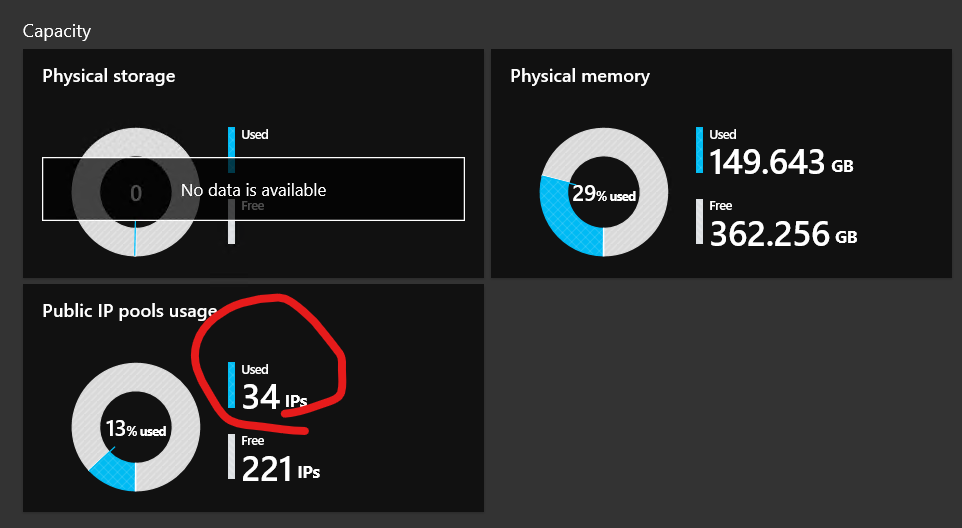 Capacity
Physical storage
Used
0
No data is available
Free
Physical memory
29% used
Used
149.643 GB
Free
362.256 GB
Public IP pools usage
13% used
Used
34 IPs
Free
221 IPs